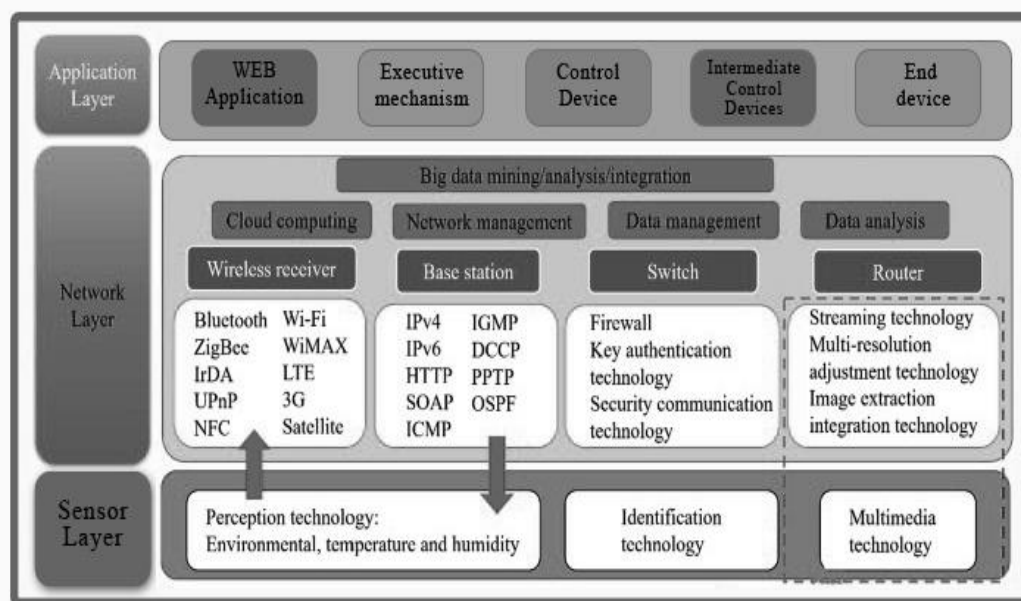 Application
Layer
WEB
Application
Executive
mechanism
Control
Device
Intermediate
Control
Devices
End
device
Network
Layer
Big data mining/analysis/integration
Cloud computing
Network management
Data management
Data analysis
Wireless receiver
Base station
Switch
Router
Bluetooth Wi-Fi
ZigBee WiMAX
IrDA LTE
UPnP 3G
NFC Satellite
IPv4 IGMP
IPv6 DCCP
HTTP PPTP
SOAP OSPF
ICMP
Firewall
Key authentication
technology
Security communication
technology
Streaming technology
Multi-resolution
adjustment technology
Image extraction
integration technology
Sensor
Layer
Perception technology:
Environmental, temperature and humidity
Identification
technology
Multimedia
technology